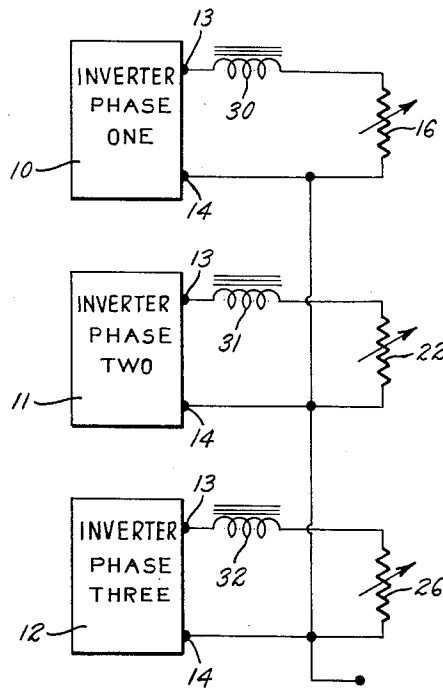 13
INVERTER
PHASE
ONE
30
16
10
14
13
INVERTER
PHASE
TWO
31
22
11
14
13
INVERTER
PHASE
THREE
32
26
12
14